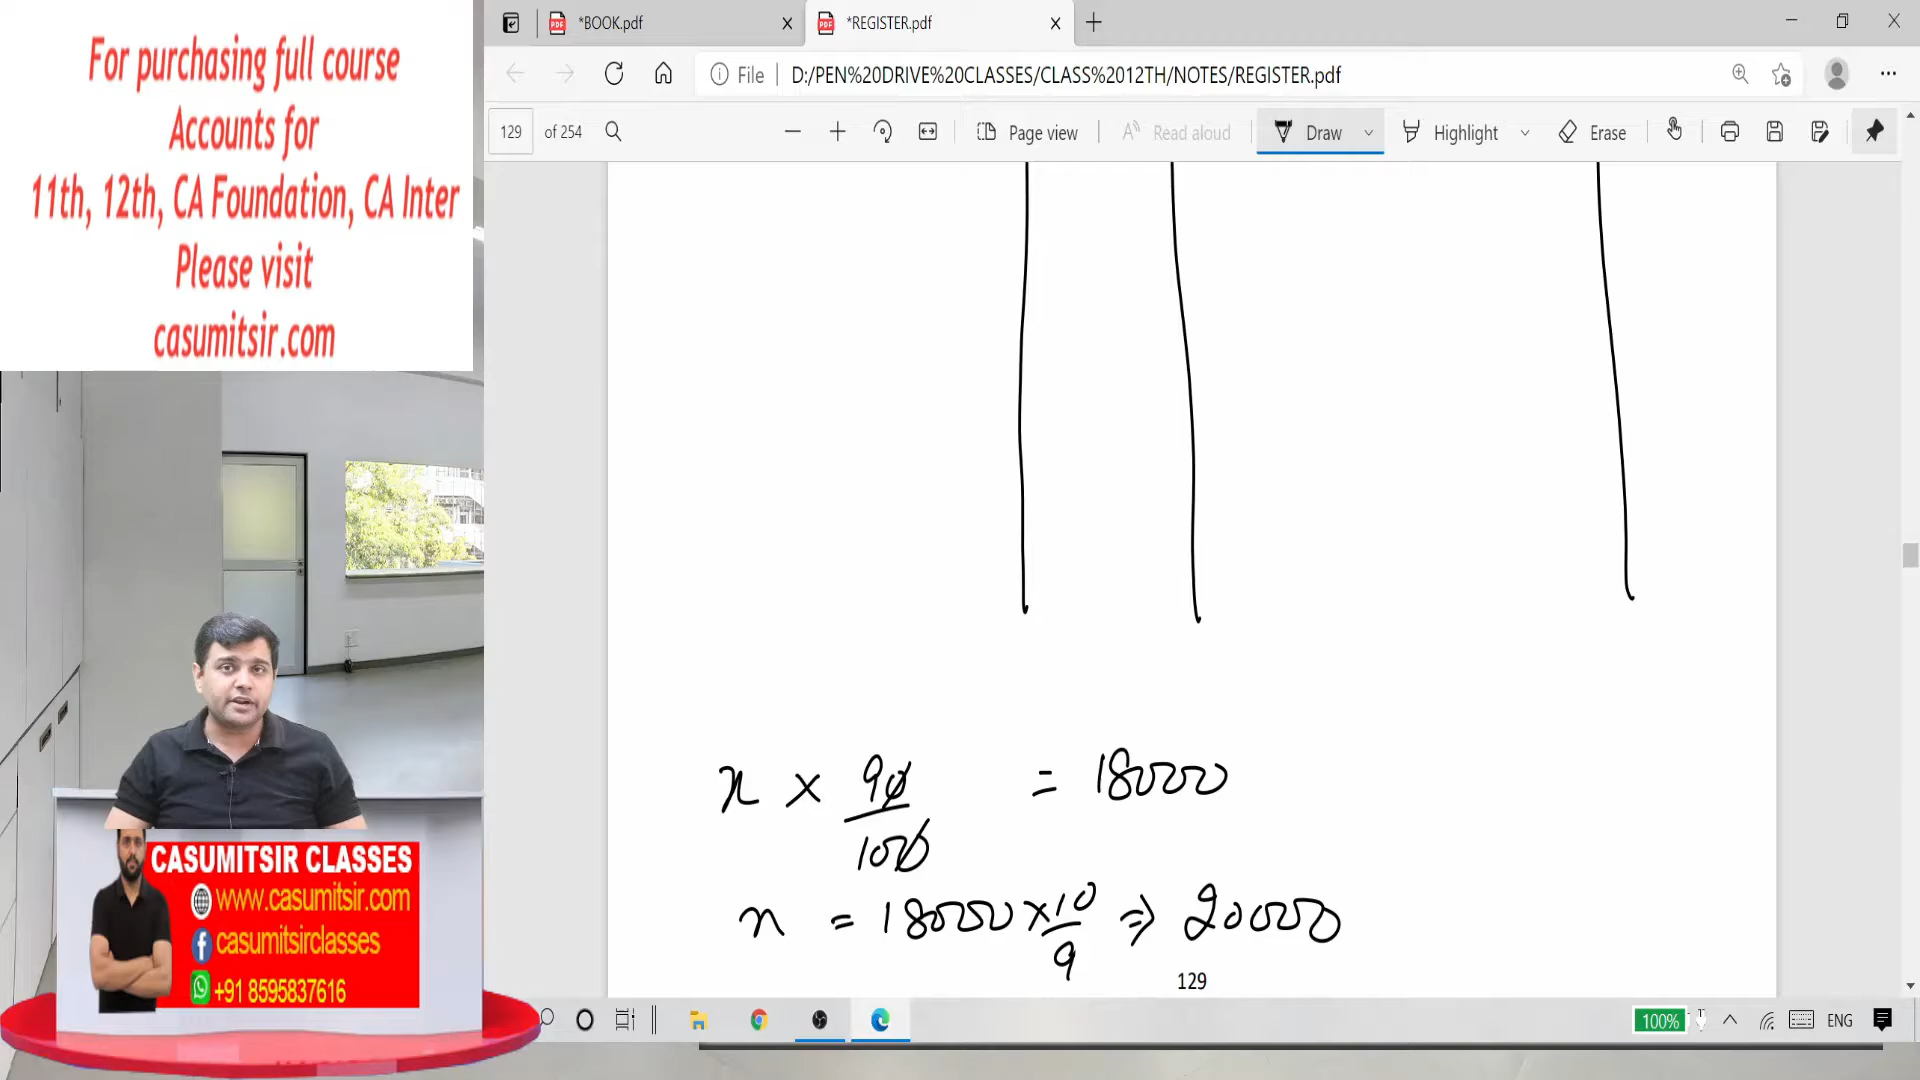 For purchasing full course
Accounts for
11th, 12th, CA Foundation, CA Inter
Please visit
casumitsir.com
*BOOK.pdf
*REGISTER.pdf
File
D:/PEN%20DRIVE%20CLASSES/CLASS%2012TH/NOTES/REGISTER.pdf
129 of 254
Page view
Read aloud
Draw
Highlight
Erase
x × 90/100 = 18000
x = 18000 × 10/9 ⇒ 20000
129
CASUMITSIR CLASSES
www.casumitsir.com
casumitsirclasses
+91 8595837616
100%
ENG